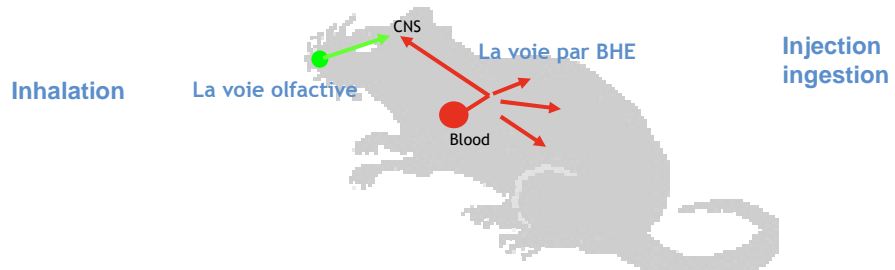 CNS
La voie par BHE
Injection
ingestion
Inhalation
La voie olfactive
Blood